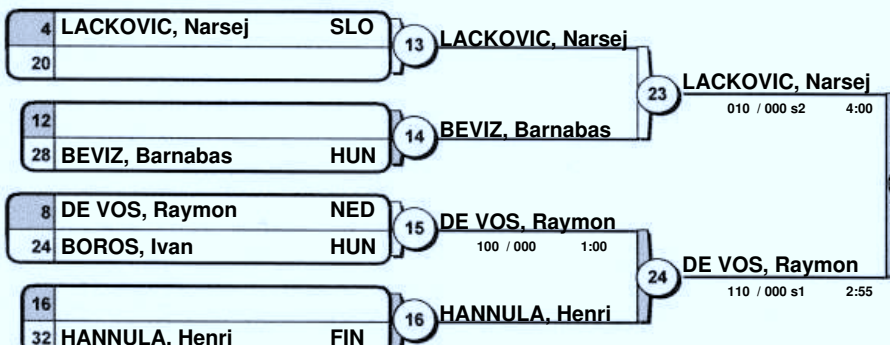 4 LACKOVIC, Narsej SLO
20
13 LACKOVIC, Narsej
12
28 BEVIZ, Barnabas HUN
14 BEVIZ, Barnabas
23 LACKOVIC, Narsej
010 / 000 s2 4:00
8 DE VOS, Raymon NED
24 BOROS, Ivan HUN
15 DE VOS, Raymon
100 / 000 1:00
16
32 HANNULA, Henri FIN
16 HANNULA, Henri
24 DE VOS, Raymon
110 / 000 s1 2:55